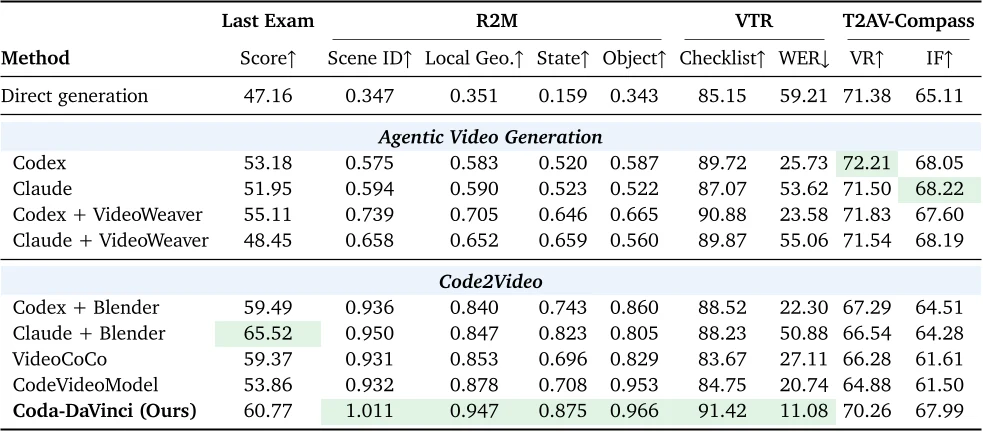 Last Exam R2M VTR T2AV-Compass
Method Score↑ Scene ID↑ Local Geo.↑ State↑ Object↑ Checklist↑ WER↓ VR↑ IF↑
Direct generation 47.16 0.347 0.351 0.159 0.343 85.15 59.21 71.38 65.11
Agentic Video Generation
Codex 53.18 0.575 0.583 0.520 0.587 89.72 25.73 72.21 68.05
Claude 51.95 0.594 0.590 0.523 0.522 87.07 53.62 71.50 68.22
Codex + VideoWeaver 55.11 0.739 0.705 0.646 0.665 90.88 23.58 71.83 67.60
Claude + VideoWeaver 48.45 0.658 0.652 0.659 0.560 89.87 55.06 71.54 68.19
Code2Video
Codex + Blender 59.49 0.936 0.840 0.743 0.860 88.52 22.30 67.29 64.51
Claude + Blender 65.52 0.950 0.847 0.823 0.805 88.23 50.88 66.54 64.28
VideoCoCo 59.37 0.931 0.853 0.696 0.829 83.67 27.11 66.28 61.61
CodeVideoModel 53.86 0.932 0.878 0.708 0.953 84.75 20.74 64.88 61.50
Coda-DaVinci (Ours) 60.77 1.011 0.947 0.875 0.966 91.42 11.08 70.26 67.99